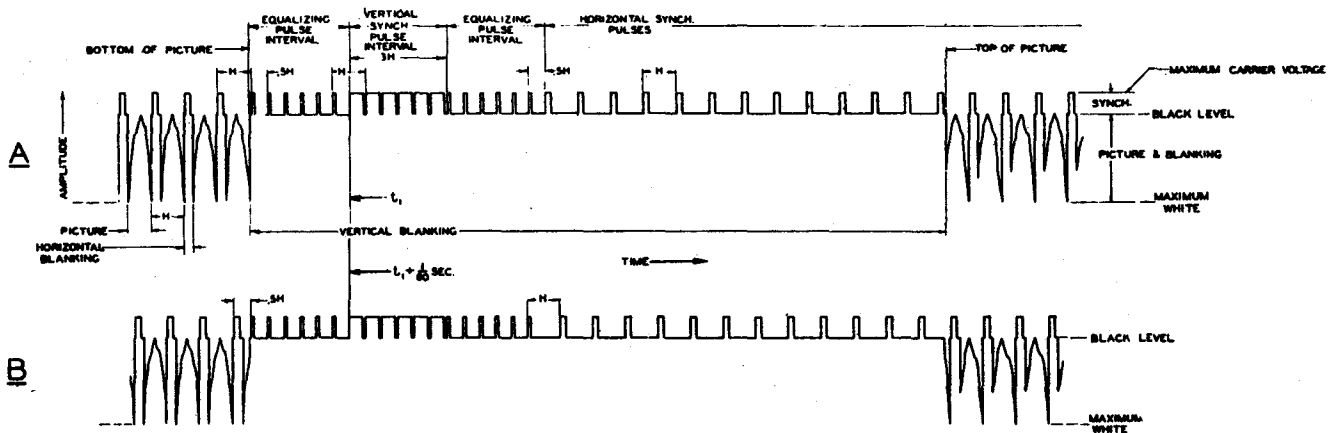 EQUALIZING
PULSE
INTERVAL
VERTICAL
SYNCH
PULSE
INTERVAL
3H
EQUALIZING
PULSE
INTERVAL
HORIZONTAL SYNCH.
PULSES
BOTTOM OF PICTURE
TOP OF PICTURE
H
.5H
H
.5H
H
MAXIMUM CARRIER VOLTAGE
SYNCH.
BLACK LEVEL
A
AMPLITUDE
PICTURE & BLANKING
t₁
MAXIMUM
WHITE
H
PICTURE
HORIZONTAL
BLANKING
VERTICAL BLANKING
TIME
t₁ + 1/60 SEC.
.5H
H
BLACK LEVEL
B
MAXIMUM
WHITE